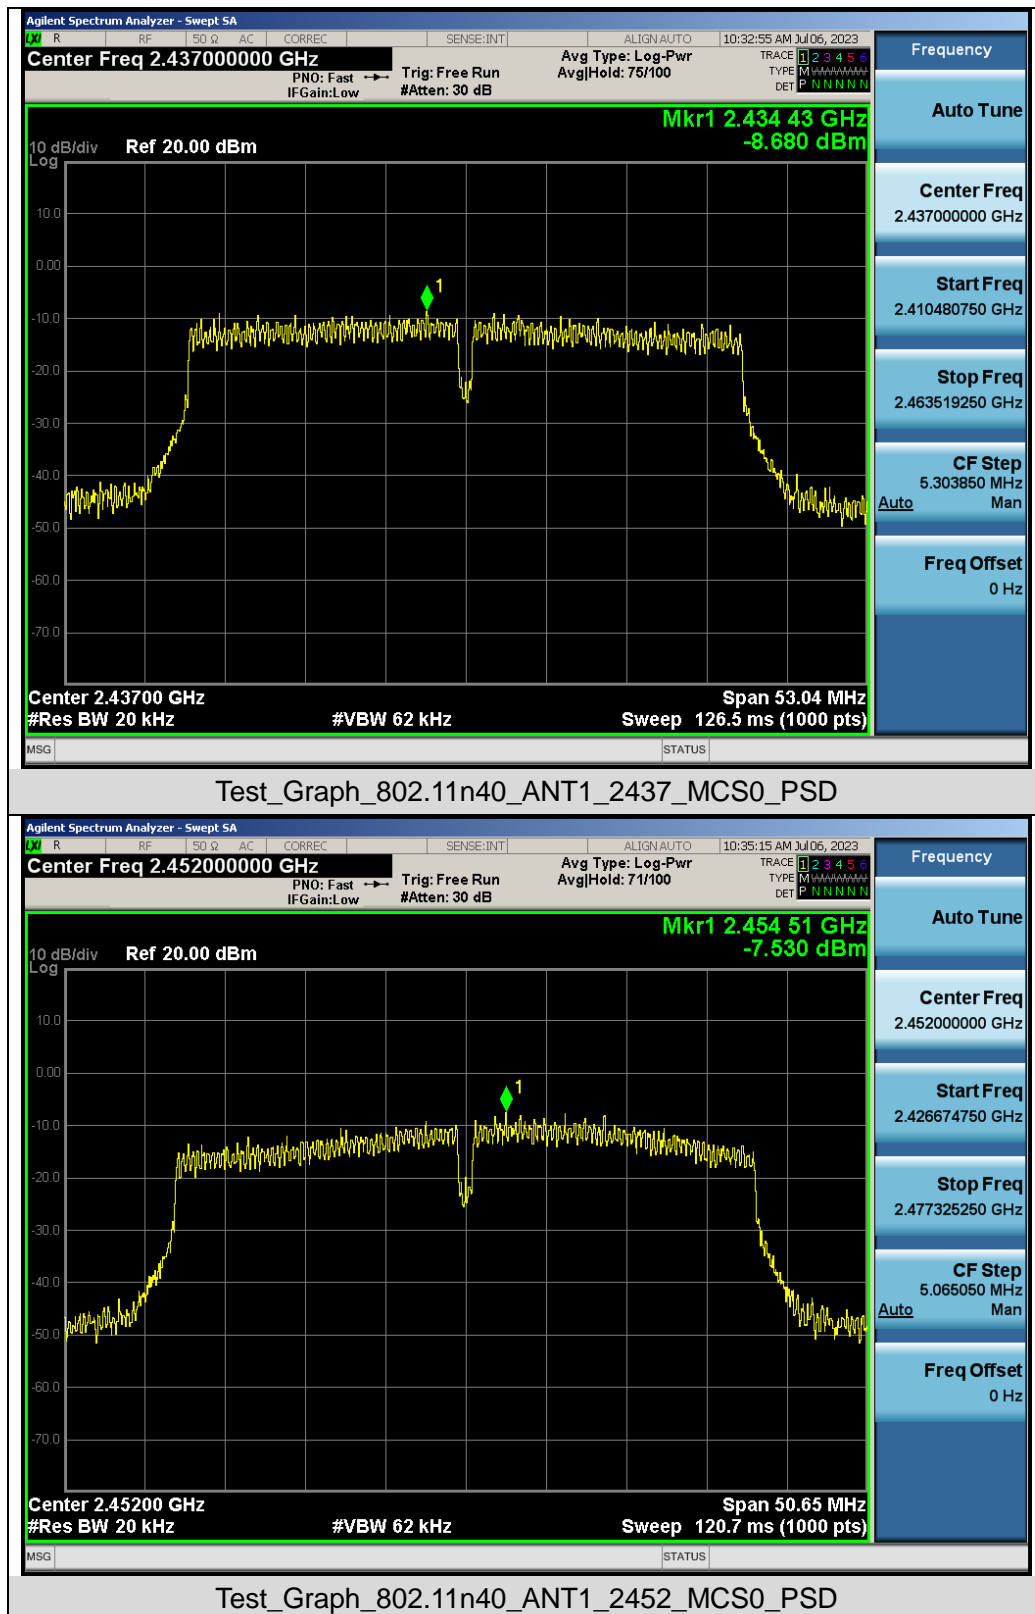 Agilent Spectrum Analyzer - Swept SA
LXI R RF 50 Ω AC CORREC SENSE:INT ALIGN AUTO 10:32:55 AM Jul 06, 2023
Center Freq 2.437000000 GHz
PNO: Fast
IFGain:Low
Trig: Free Run
#Atten: 30 dB
Avg Type: Log-Pwr
Avg|Hold: 75/100
TRACE 1 2 3 4 5 6
TYPE M
DET P N N N N N
Mkr1 2.434 43 GHz
-8.680 dBm
10 dB/div Ref 20.00 dBm
Log
10.0
0.00
-10.0
-20.0
-30.0
-40.0
-50.0
-60.0
-70.0
1
Center 2.43700 GHz Span 53.04 MHz
#Res BW 20 kHz #VBW 62 kHz Sweep 126.5 ms (1000 pts)
MSG STATUS
Frequency
Auto Tune
Center Freq
2.437000000 GHz
Start Freq
2.410480750 GHz
Stop Freq
2.463519250 GHz
CF Step
5.303850 MHz
Auto Man
Freq Offset
0 Hz
Test_Graph_802.11n40_ANT1_2437_MCS0_PSD
Agilent Spectrum Analyzer - Swept SA
LXI R RF 50 Ω AC CORREC SENSE:INT ALIGN AUTO 10:35:15 AM Jul 06, 2023
Center Freq 2.452000000 GHz
PNO: Fast
IFGain:Low
Trig: Free Run
#Atten: 30 dB
Avg Type: Log-Pwr
Avg|Hold: 71/100
TRACE 1 2 3 4 5 6
TYPE M
DET P N N N N N
Mkr1 2.454 51 GHz
-7.530 dBm
10 dB/div Ref 20.00 dBm
Log
10.0
0.00
-10.0
-20.0
-30.0
-40.0
-50.0
-60.0
-70.0
1
Center 2.45200 GHz Span 50.65 MHz
#Res BW 20 kHz #VBW 62 kHz Sweep 120.7 ms (1000 pts)
MSG STATUS
Frequency
Auto Tune
Center Freq
2.452000000 GHz
Start Freq
2.426674750 GHz
Stop Freq
2.477325250 GHz
CF Step
5.065050 MHz
Auto Man
Freq Offset
0 Hz
Test_Graph_802.11n40_ANT1_2452_MCS0_PSD